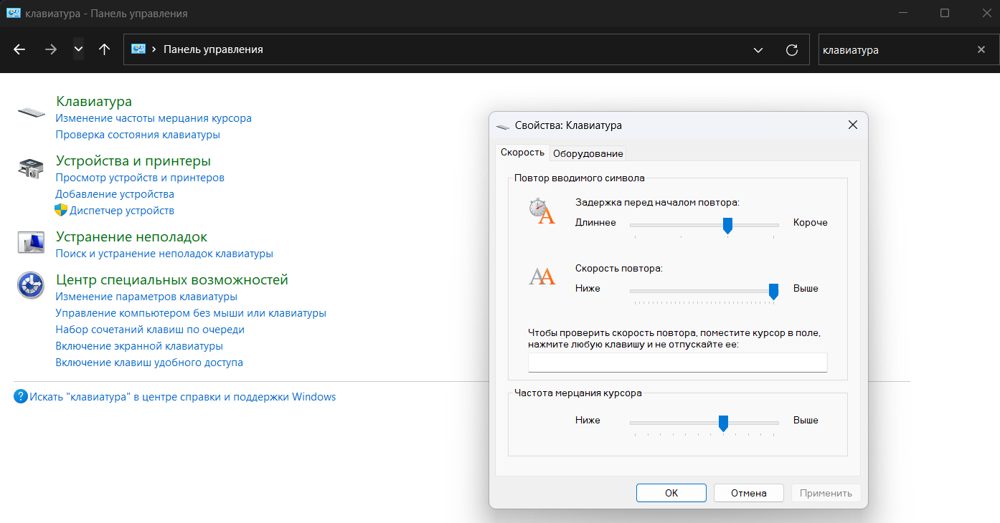 клавиатура - Панель управления
Панель управления
клавиатура
Клавиатура
Изменение частоты мерцания курсора
Проверка состояния клавиатуры
Устройства и принтеры
Просмотр устройств и принтеров
Добавление устройства
Диспетчер устройств
Устранение неполадок
Поиск и устранение неполадок клавиатуры
Центр специальных возможностей
Изменение параметров клавиатуры
Управление компьютером без мыши или клавиатуры
Набор сочетаний клавиш по очереди
Включение экранной клавиатуры
Включение клавиш удобного доступа
Искать "клавиатура" в центре справки и поддержки Windows
Свойства: Клавиатура
Скорость Оборудование
Повтор вводимого символа
Задержка перед началом повтора:
Длиннее Короче
Скорость повтора:
Ниже Выше
Чтобы проверить скорость повтора, поместите курсор в поле,
нажмите любую клавишу и не отпускайте ее:
Частота мерцания курсора
Ниже Выше
ОК Отмена Применить